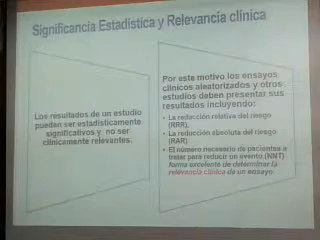 Significancia Estadística y Relevancia clínica
Los resultados de un estudio
pueden ser estadísticamente
significativos y no ser
clínicamente relevantes.
Por este motivo los ensayos
clínicos aleatorizados y otros
estudios deben presentar sus
resultados incluyendo:
• La reducción relativa del riesgo
(RRR),
• La reducción absoluta del riesgo
(RAR)
• El número necesario de pacientes a
tratar para reducir un evento (NNT)
forma excelente de determinar la
relevancia clínica de un ensayo